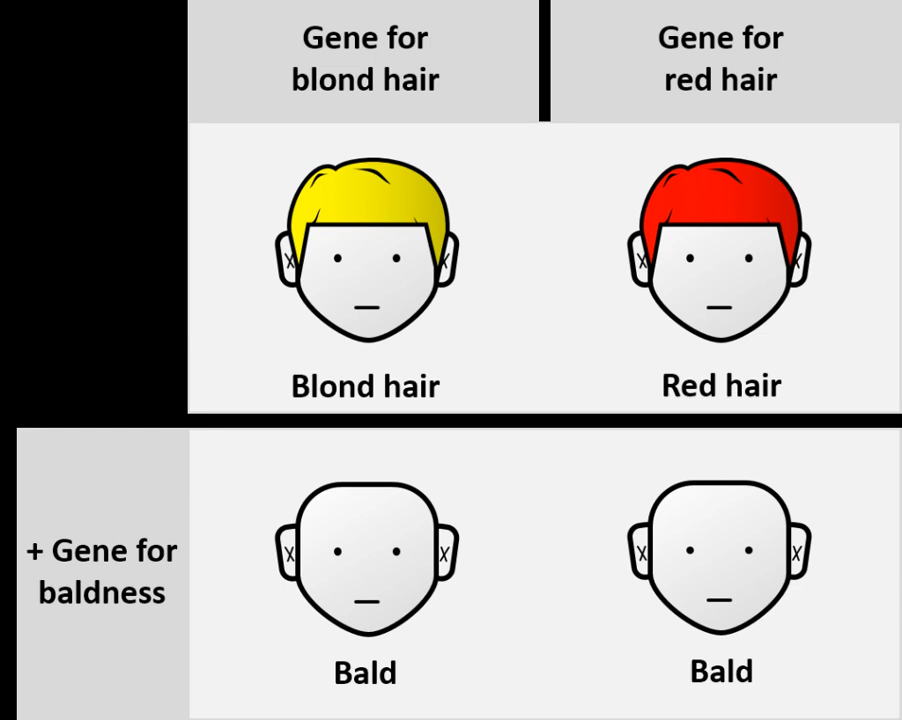 Gene for
blond hair
Gene for
red hair
Blond hair
Red hair
+ Gene for
baldness
Bald
Bald